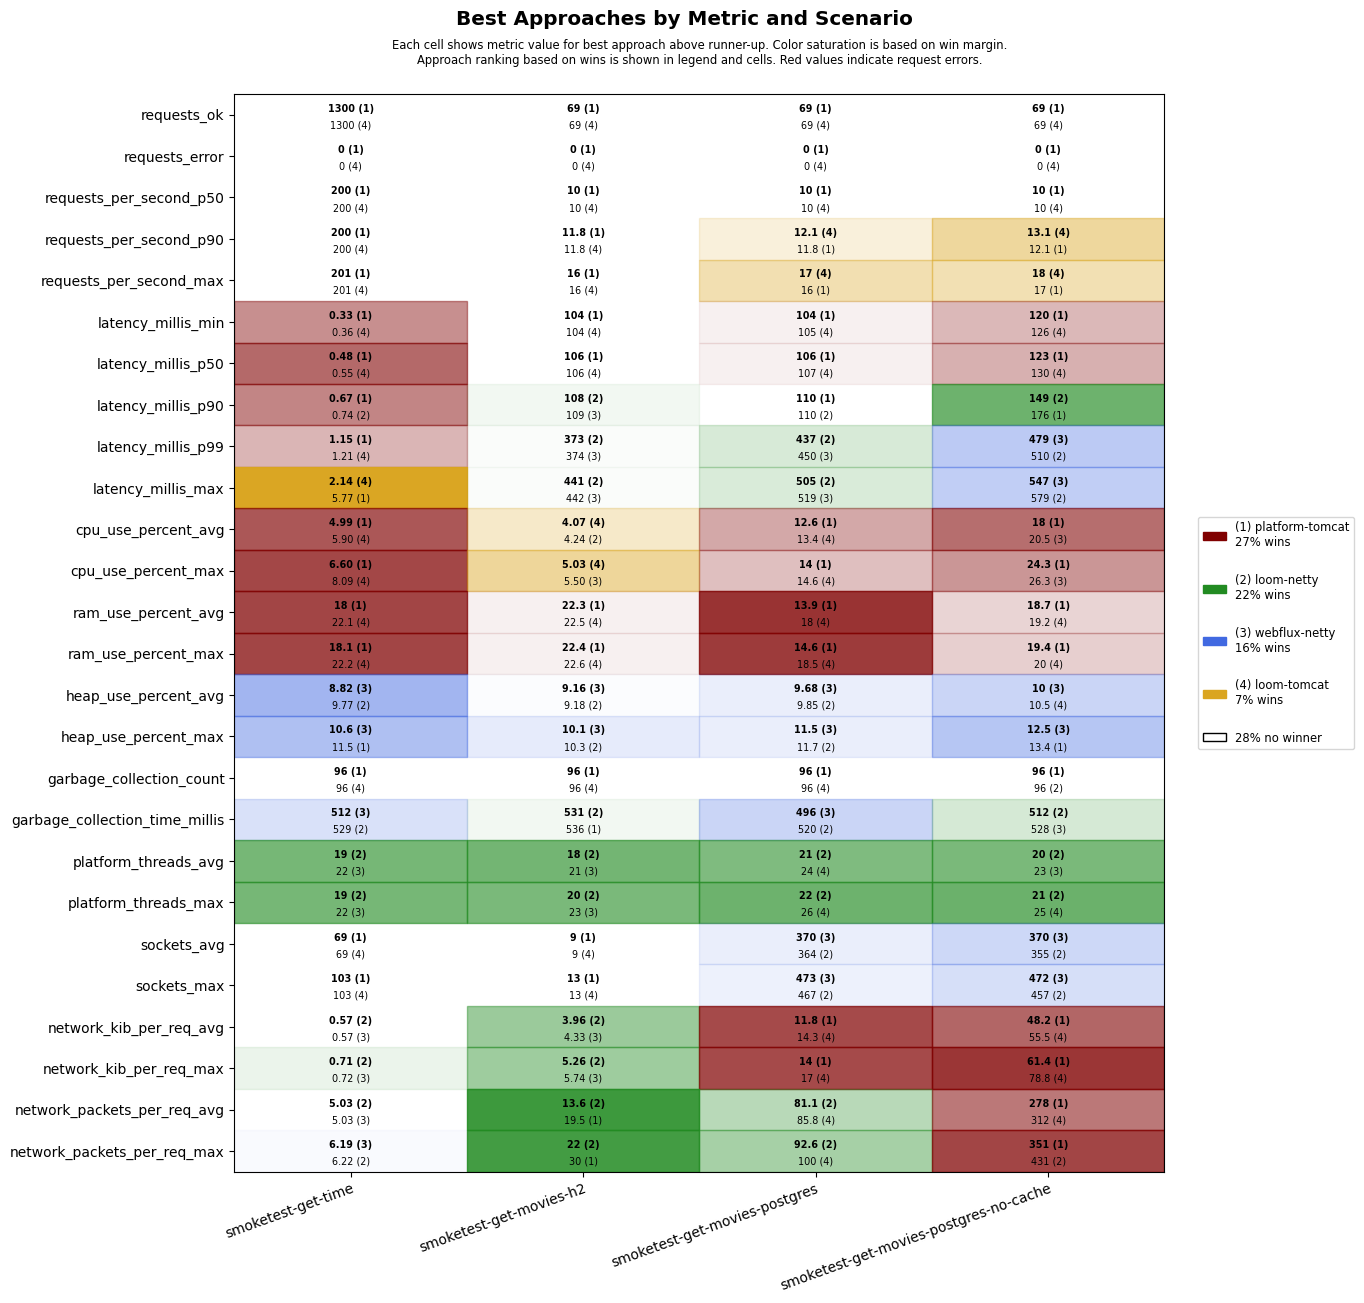 Best Approaches by Metric and Scenario
Each cell shows metric value for best approach above runner-up. Color saturation is based on win margin.
Approach ranking based on wins is shown in legend and cells. Red values indicate request errors.
requests_ok
1300 (1) 69 (1) 69 (1) 69 (1)
1300 (4) 69 (4) 69 (4) 69 (4)
requests_error
0 (1) 0 (1) 0 (1) 0 (1)
0 (4) 0 (4) 0 (4) 0 (4)
requests_per_second_p50
200 (1) 10 (1) 10 (1) 10 (1)
200 (4) 10 (4) 10 (4) 10 (4)
requests_per_second_p90
200 (1) 11.8 (1) 12.1 (4) 13.1 (4)
200 (4) 11.8 (4) 11.8 (1) 12.1 (1)
requests_per_second_max
201 (1) 16 (1) 17 (4) 18 (4)
201 (4) 16 (4) 16 (1) 17 (1)
latency_millis_min
0.33 (1) 104 (1) 104 (1) 120 (1)
0.36 (4) 104 (4) 105 (4) 126 (4)
latency_millis_p50
0.48 (1) 106 (1) 106 (1) 123 (1)
0.55 (4) 106 (4) 107 (4) 130 (4)
latency_millis_p90
0.67 (1) 108 (2) 110 (1) 149 (2)
0.74 (2) 109 (3) 110 (2) 176 (1)
latency_millis_p99
1.15 (1) 373 (2) 437 (2) 479 (3)
1.21 (4) 374 (3) 450 (3) 510 (2)
latency_millis_max
2.14 (4) 441 (2) 505 (2) 547 (3)
5.77 (1) 442 (3) 519 (3) 579 (2)
cpu_use_percent_avg
4.99 (1) 4.07 (4) 12.6 (1) 18 (1)
5.90 (4) 4.24 (2) 13.4 (4) 20.5 (3)
cpu_use_percent_max
6.60 (1) 5.03 (4) 14 (1) 24.3 (1)
8.09 (4) 5.50 (3) 14.6 (4) 26.3 (3)
ram_use_percent_avg
18 (1) 22.3 (1) 13.9 (1) 18.7 (1)
22.1 (4) 22.5 (4) 18 (4) 19.2 (4)
ram_use_percent_max
18.1 (1) 22.4 (1) 14.6 (1) 19.4 (1)
22.2 (4) 22.6 (4) 18.5 (4) 20 (4)
heap_use_percent_avg
8.82 (3) 9.16 (3) 9.68 (3) 10 (3)
9.77 (2) 9.18 (2) 9.85 (2) 10.5 (4)
heap_use_percent_max
10.6 (3) 10.1 (3) 11.5 (3) 12.5 (3)
11.5 (1) 10.3 (2) 11.7 (2) 13.4 (1)
garbage_collection_count
96 (1) 96 (1) 96 (1) 96 (1)
96 (4) 96 (4) 96 (4) 96 (2)
garbage_collection_time_millis
512 (3) 531 (2) 496 (3) 512 (2)
529 (2) 536 (1) 520 (2) 528 (3)
platform_threads_avg
19 (2) 18 (2) 21 (2) 20 (2)
22 (3) 21 (3) 24 (4) 23 (3)
platform_threads_max
19 (2) 20 (2) 22 (2) 21 (2)
22 (3) 23 (3) 26 (4) 25 (4)
sockets_avg
69 (1) 9 (1) 370 (3) 370 (3)
69 (4) 9 (4) 364 (2) 355 (2)
sockets_max
103 (1) 13 (1) 473 (3) 472 (3)
103 (4) 13 (4) 467 (2) 457 (2)
network_kib_per_req_avg
0.57 (2) 3.96 (2) 11.8 (1) 48.2 (1)
0.57 (3) 4.33 (3) 14.3 (4) 55.5 (4)
network_kib_per_req_max
0.71 (2) 5.26 (2) 14 (1) 61.4 (1)
0.72 (3) 5.74 (3) 17 (4) 78.8 (4)
network_packets_per_req_avg
5.03 (2) 13.6 (2) 81.1 (2) 278 (1)
5.03 (3) 19.5 (1) 85.8 (4) 312 (4)
network_packets_per_req_max
6.19 (3) 22 (2) 92.6 (2) 351 (1)
6.22 (2) 30 (1) 100 (4) 431 (2)
smoketest-get-time
smoketest-get-movies-h2
smoketest-get-movies-postgres
smoketest-get-movies-postgres-no-cache
(1) platform-tomcat
27% wins
(2) loom-netty
22% wins
(3) webflux-netty
16% wins
(4) loom-tomcat
7% wins
28% no winner